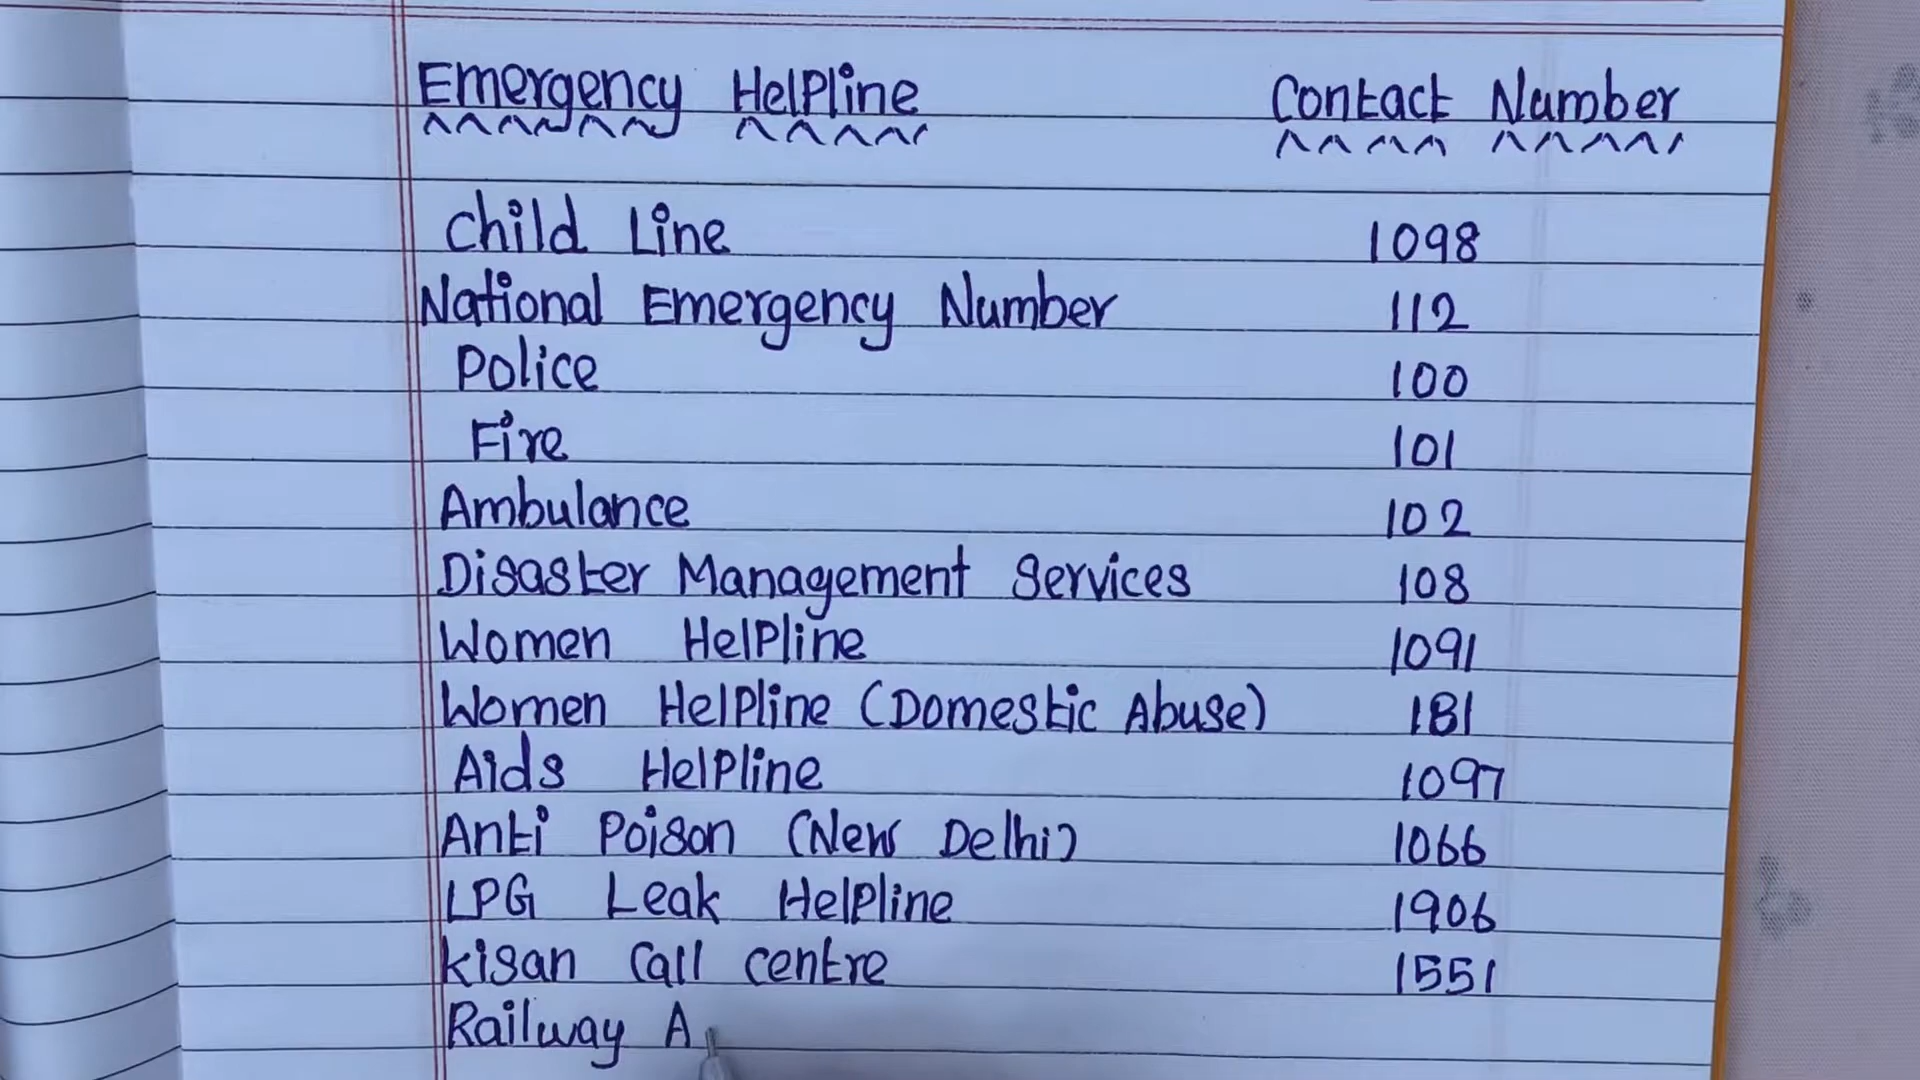 Emergency Helpline Contact Number
Child Line 1098
National Emergency Number 112
Police 100
Fire 101
Ambulance 102
Disaster Management Services 108
Women Helpline 1091
Women Helpline (Domestic Abuse) 181
Aids Helpline 1097
Anti Poison (New Delhi) 1066
LPG Leak Helpline 1906
Kisan Call centre 1551
Railway A